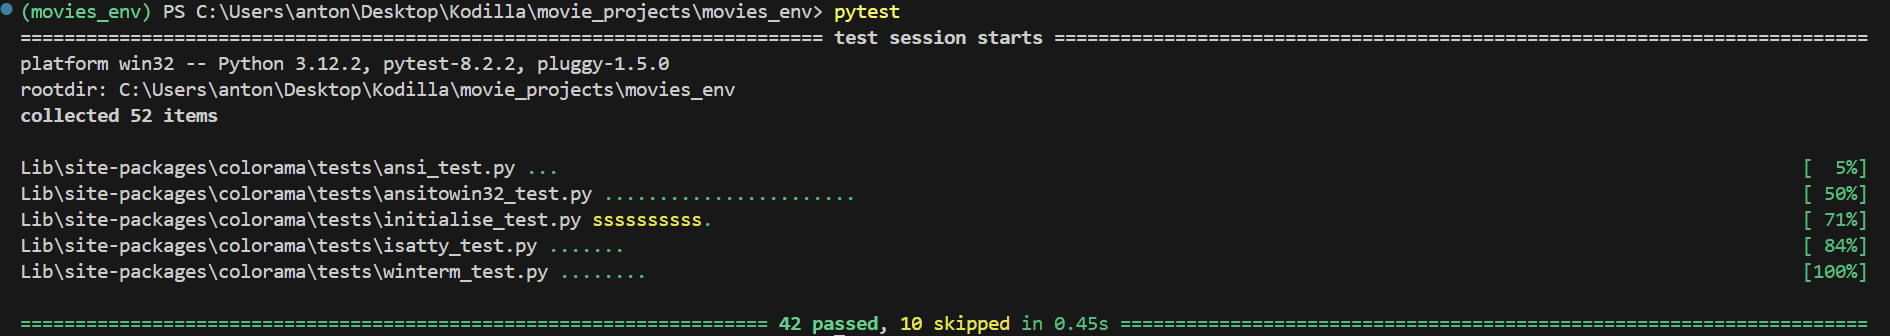 (movies_env) PS C:\Users\anton\Desktop\Kodilla\movie_projects\movies_env> pytest
========================================================================= test session starts ==========================================================================
platform win32 -- Python 3.12.2, pytest-8.2.2, pluggy-1.5.0
rootdir: C:\Users\anton\Desktop\Kodilla\movie_projects\movies_env
collected 52 items
Lib\site-packages\colorama\tests\ansi_test.py ... [  5%]
Lib\site-packages\colorama\tests\ansitowin32_test.py ....................... [ 50%]
Lib\site-packages\colorama\tests\initialise_test.py ssssssssss. [ 71%]
Lib\site-packages\colorama\tests\isatty_test.py ....... [ 84%]
Lib\site-packages\colorama\tests\winterm_test.py ........ [100%]
==================================================================== 42 passed, 10 skipped in 0.45s ====================================================================